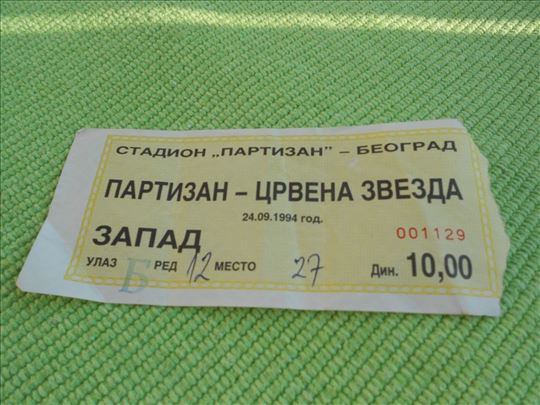 СТАДИОН „ПАРТИЗАН” – БЕОГРАД
ПАРТИЗАН – ЦРВЕНА ЗВЕЗДА
24.09.1994 год.
ЗАПАД 001129
УЛАЗ Б РЕД 12 МЕСТО 27 Дин. 10,00